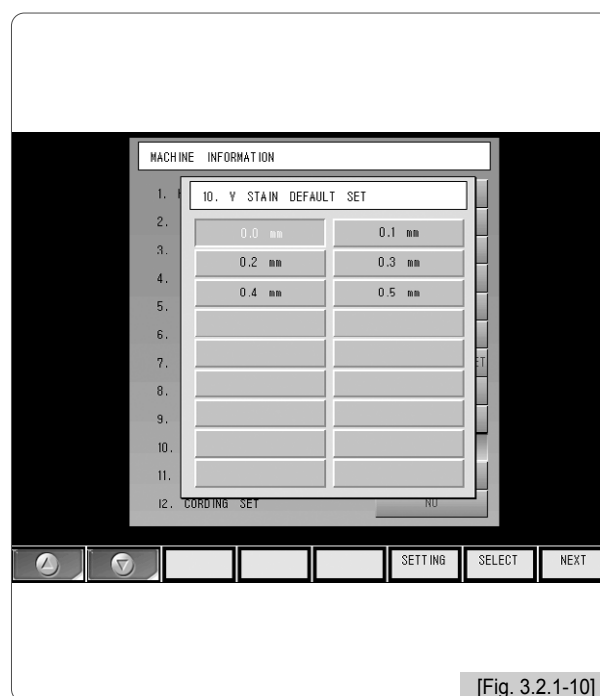 MACHINE INFORMATION
1.
10. Y STAIN DEFAULT SET
2.
0.0 mm 0.1 mm
3.
0.2 mm 0.3 mm
4.
0.4 mm 0.5 mm
5.
6.
7.
ET
8.
9.
10.
11.
12. CORDING SET NO
SETTING SELECT NEXT
[Fig. 3.2.1-10]